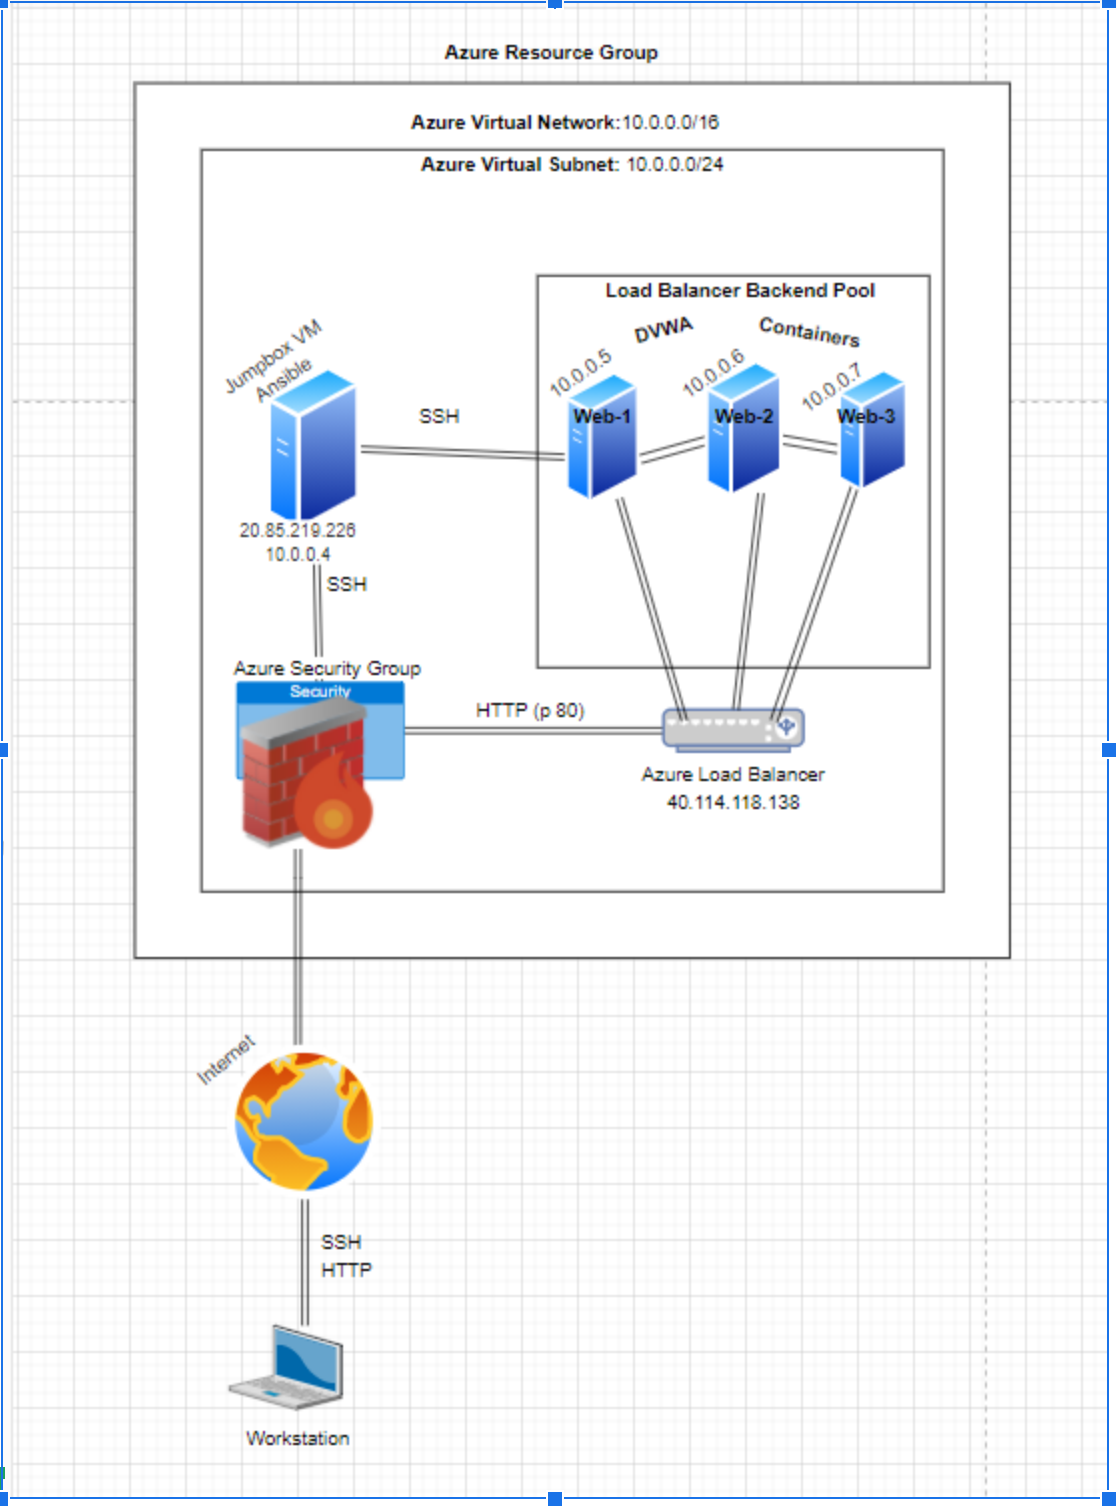 Azure Resource Group
Azure Virtual Network:10.0.0.0/16
Azure Virtual Subnet: 10.0.0.0/24
Load Balancer Backend Pool
DVWA
Containers
Jumpbox VM
Ansible
10.0.0.5
10.0.0.6
10.0.0.7
SSH
Web-1
Web-2
Web-3
20.85.219.226
10.0.0.4
SSH
Azure Security Group
Security
HTTP (p 80)
Azure Load Balancer
40.114.118.138
Internet
SSH
HTTP
Workstation